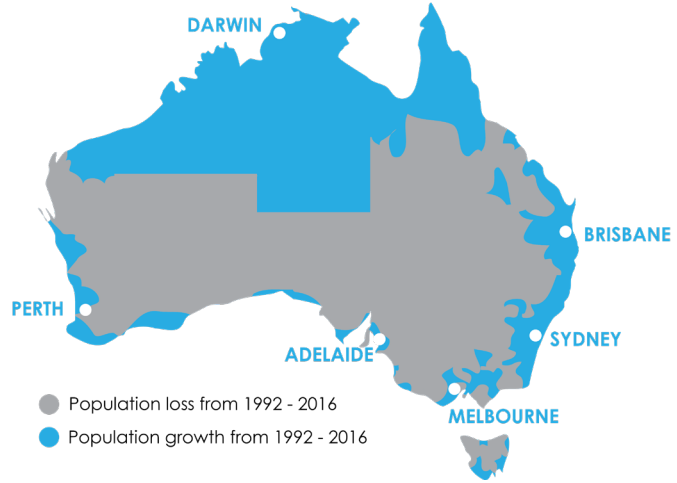 DARWIN
BRISBANE
PERTH
SYDNEY
ADELAIDE
Population loss from 1992 - 2016
MELBOURNE
Population growth from 1992 - 2016